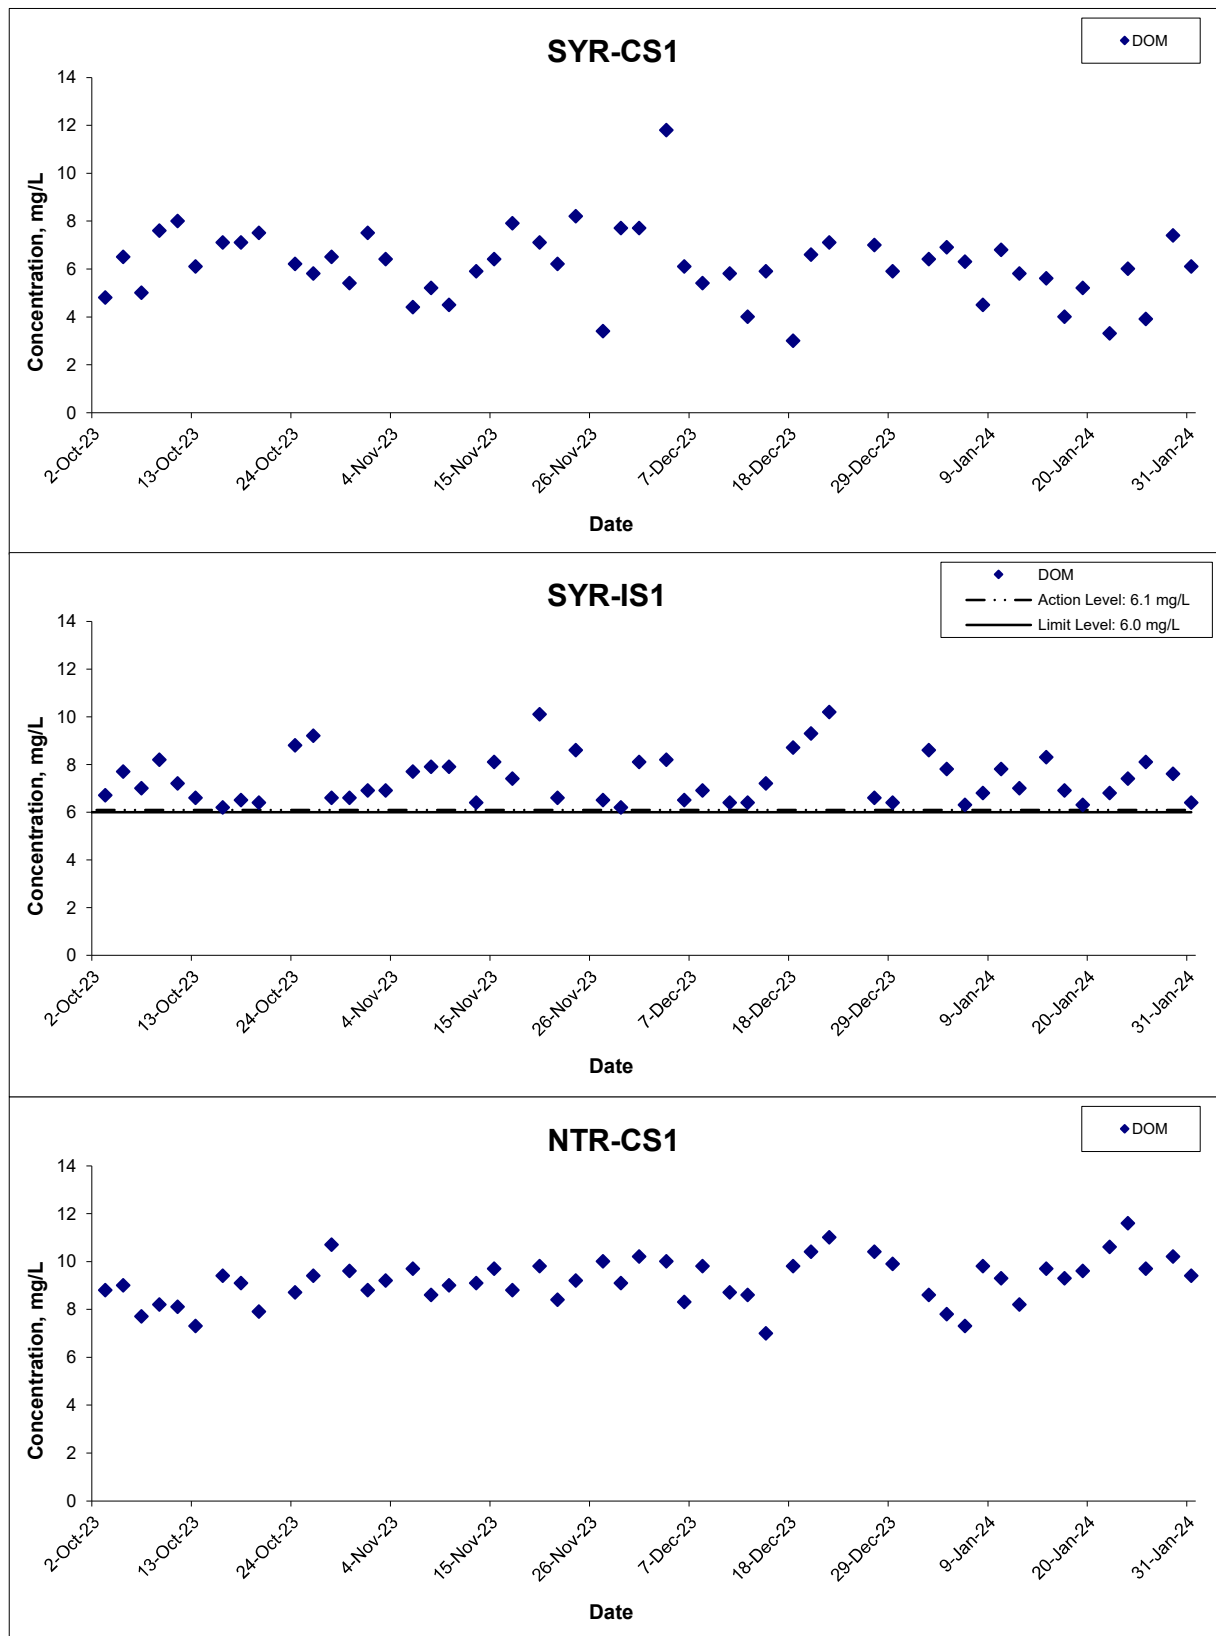 SYR-CS1
DOM
Concentration, mg/L
14
12
10
8
6
4
2
0
2-Oct-23
13-Oct-23
24-Oct-23
4-Nov-23
15-Nov-23
26-Nov-23
7-Dec-23
18-Dec-23
29-Dec-23
9-Jan-24
20-Jan-24
31-Jan-24
Date
SYR-IS1
DOM
Action Level: 6.1 mg/L
Limit Level: 6.0 mg/L
Concentration, mg/L
14
12
10
8
6
4
2
0
2-Oct-23
13-Oct-23
24-Oct-23
4-Nov-23
15-Nov-23
26-Nov-23
7-Dec-23
18-Dec-23
29-Dec-23
9-Jan-24
20-Jan-24
31-Jan-24
Date
NTR-CS1
DOM
Concentration, mg/L
14
12
10
8
6
4
2
0
2-Oct-23
13-Oct-23
24-Oct-23
4-Nov-23
15-Nov-23
26-Nov-23
7-Dec-23
18-Dec-23
29-Dec-23
9-Jan-24
20-Jan-24
31-Jan-24
Date